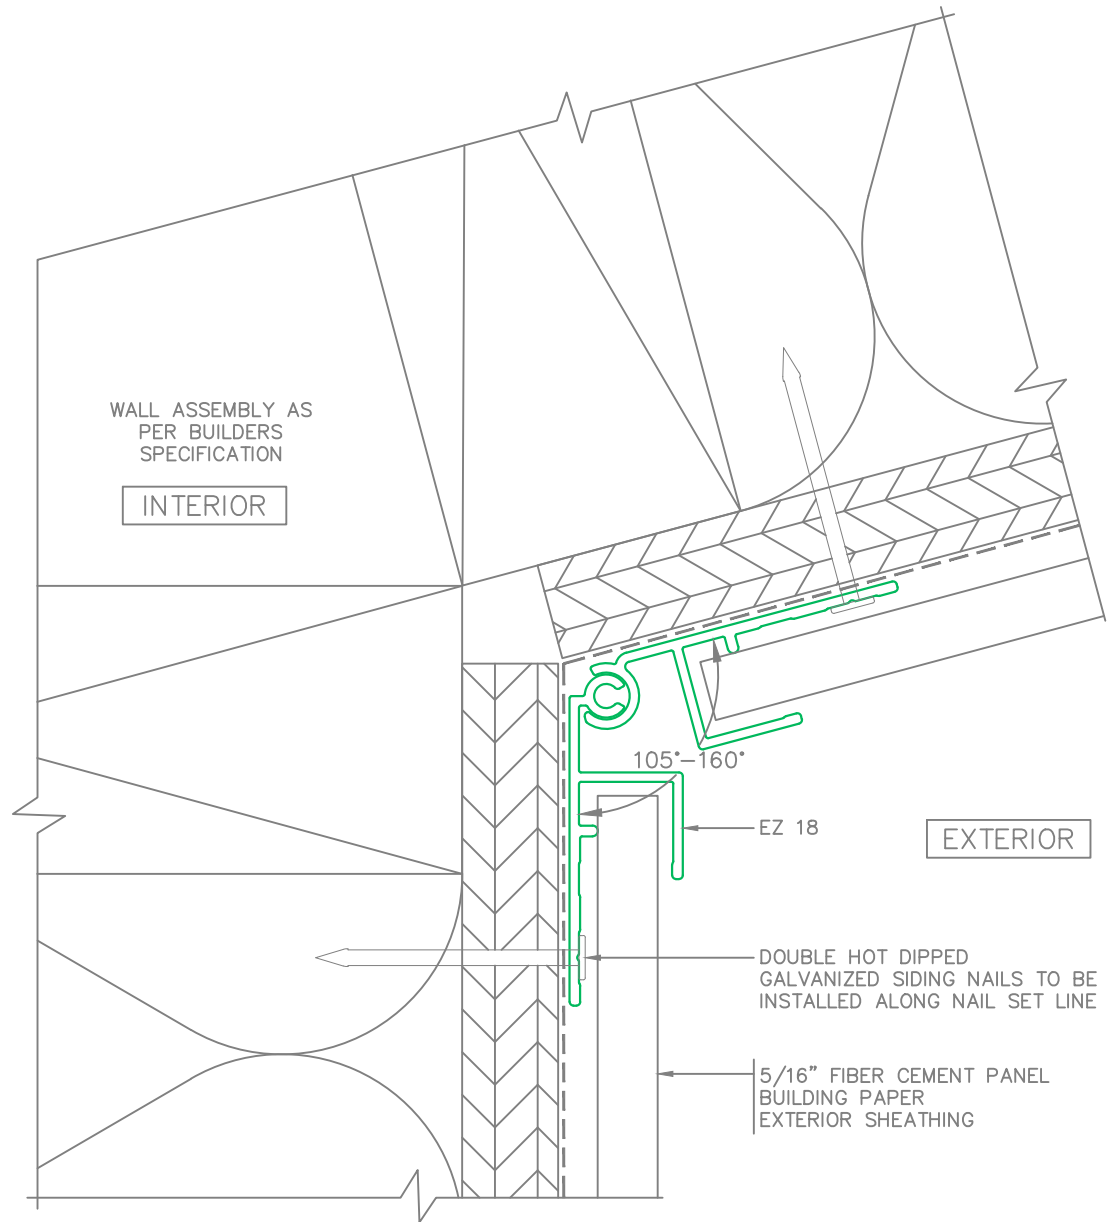 WALL ASSEMBLY AS
PER BUILDERS
SPECIFICATION
INTERIOR
105°-160°
EZ 18
EXTERIOR
DOUBLE HOT DIPPED
GALVANIZED SIDING NAILS TO BE
INSTALLED ALONG NAIL SET LINE
5/16" FIBER CEMENT PANEL
BUILDING PAPER
EXTERIOR SHEATHING